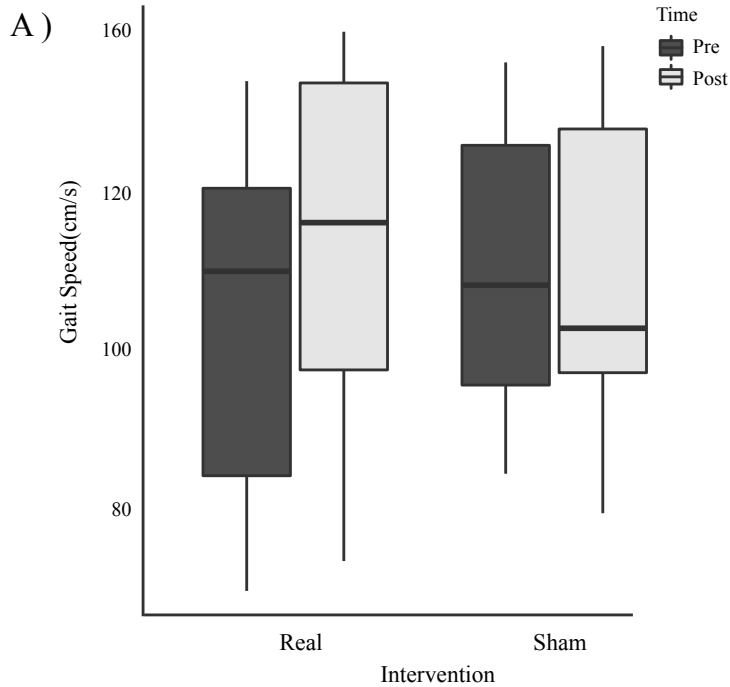 A )
Time
Pre
Post
160
120
100
80
Gait Speed(cm/s)
Real
Sham
Intervention